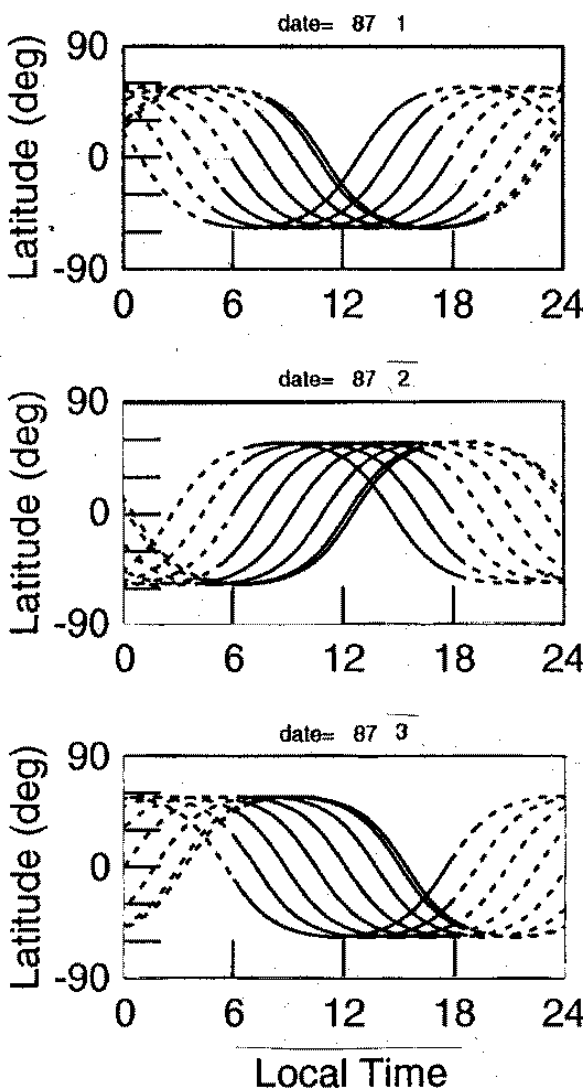 date= 87 1
90
0
-90
Latitude (deg)
0 6 12 18 24
date= 87 2
90
0
-90
Latitude (deg)
0 6 12 18 24
date= 87 3
90
0
-90
Latitude (deg)
0 6 12 18 24
Local Time